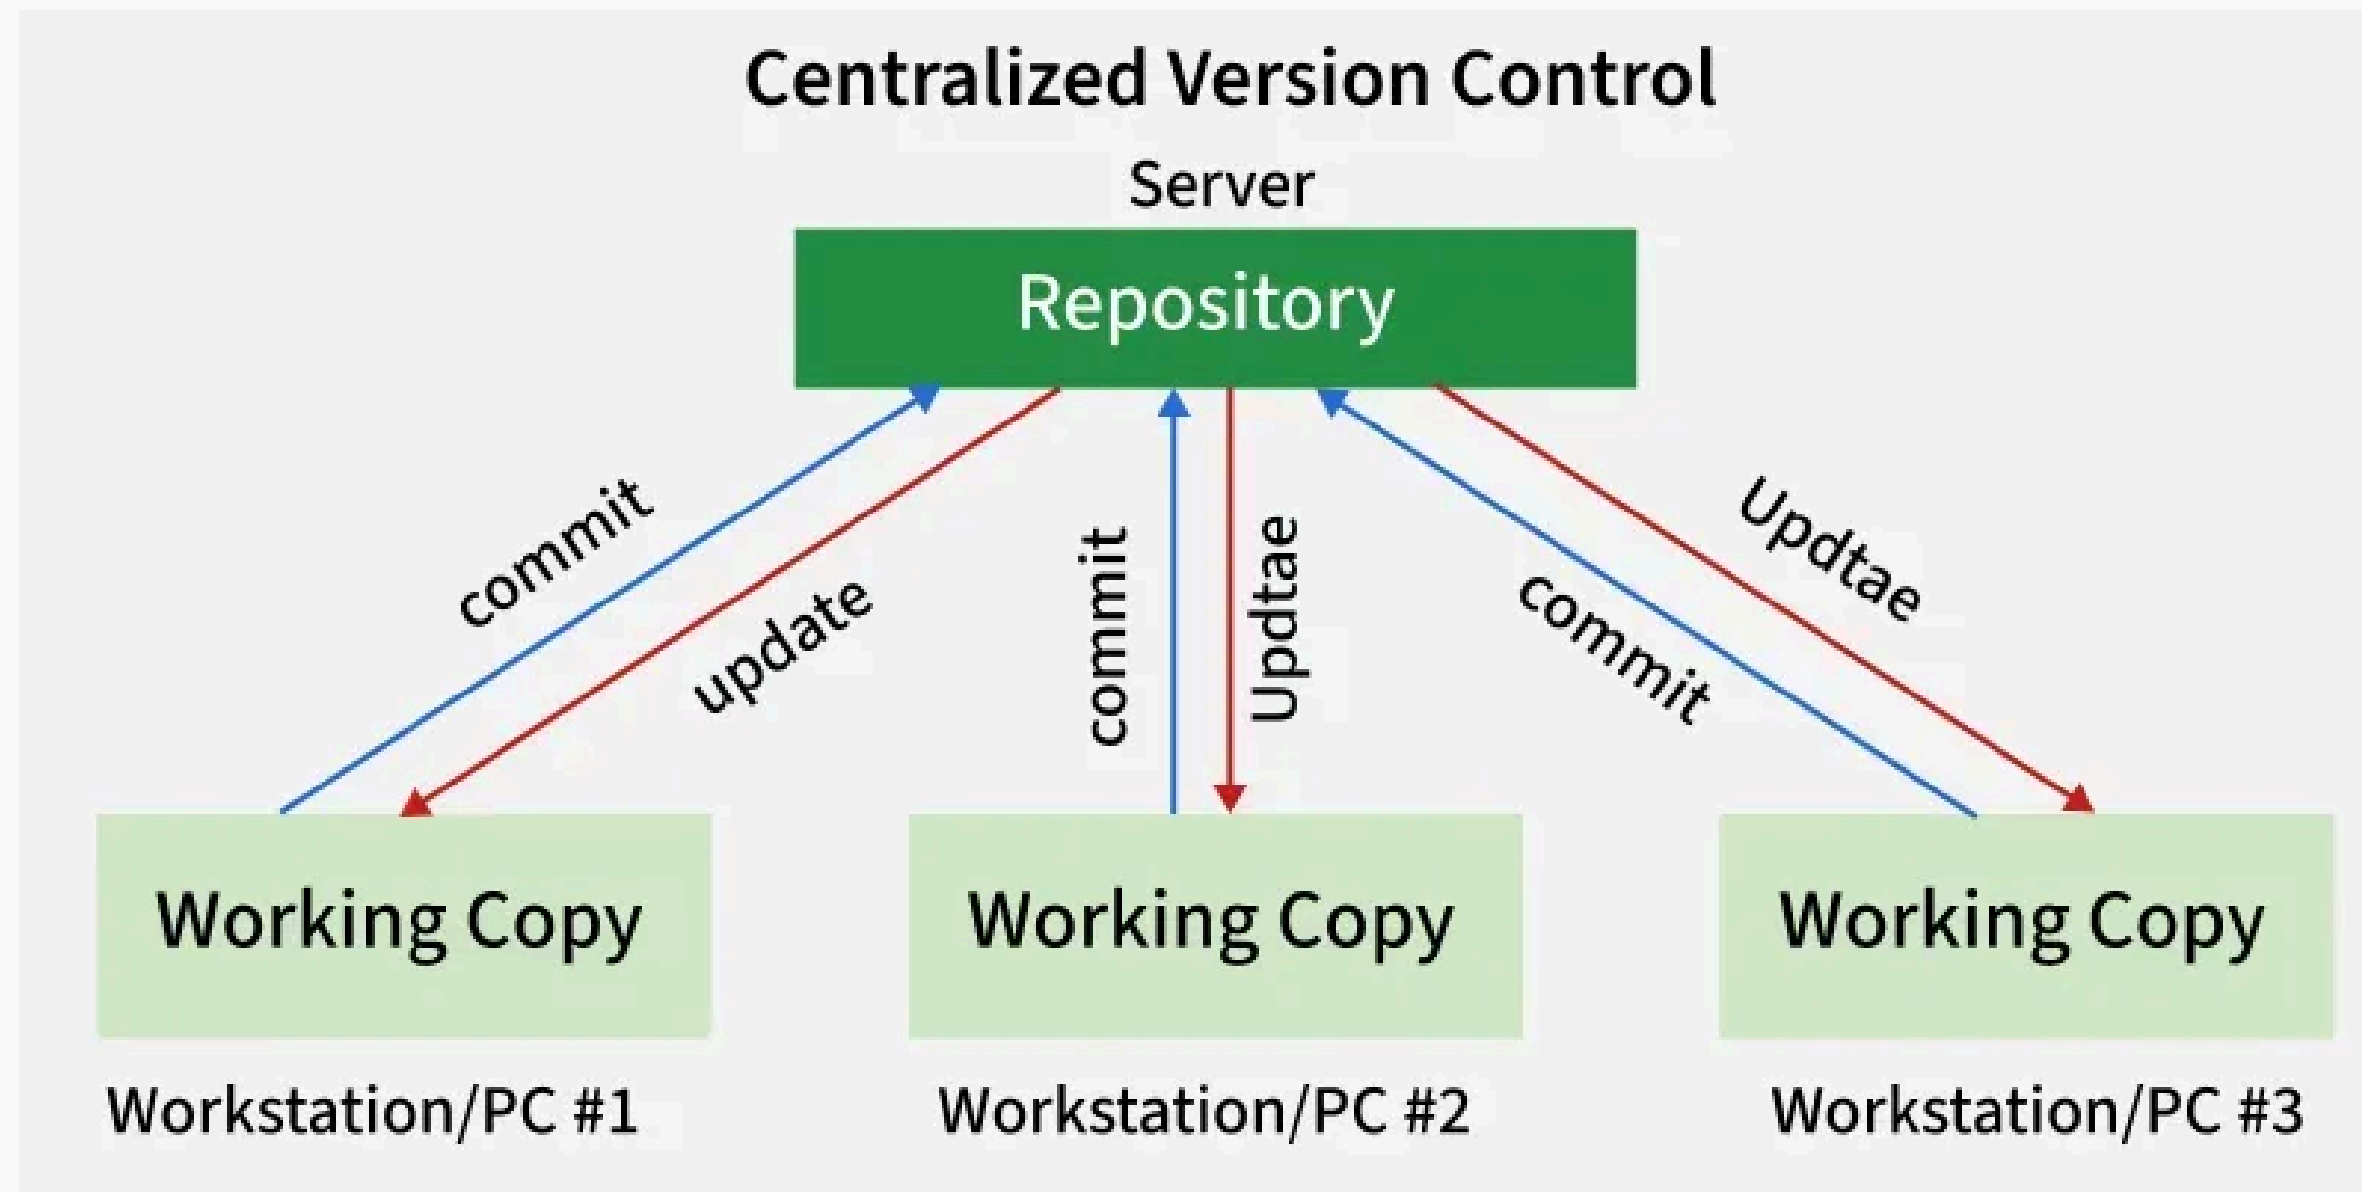 Centralized Version Control
Server
Repository
commit
update
commit
Updtae
commit
Updtae
Working Copy
Working Copy
Working Copy
Workstation/PC #1
Workstation/PC #2
Workstation/PC #3